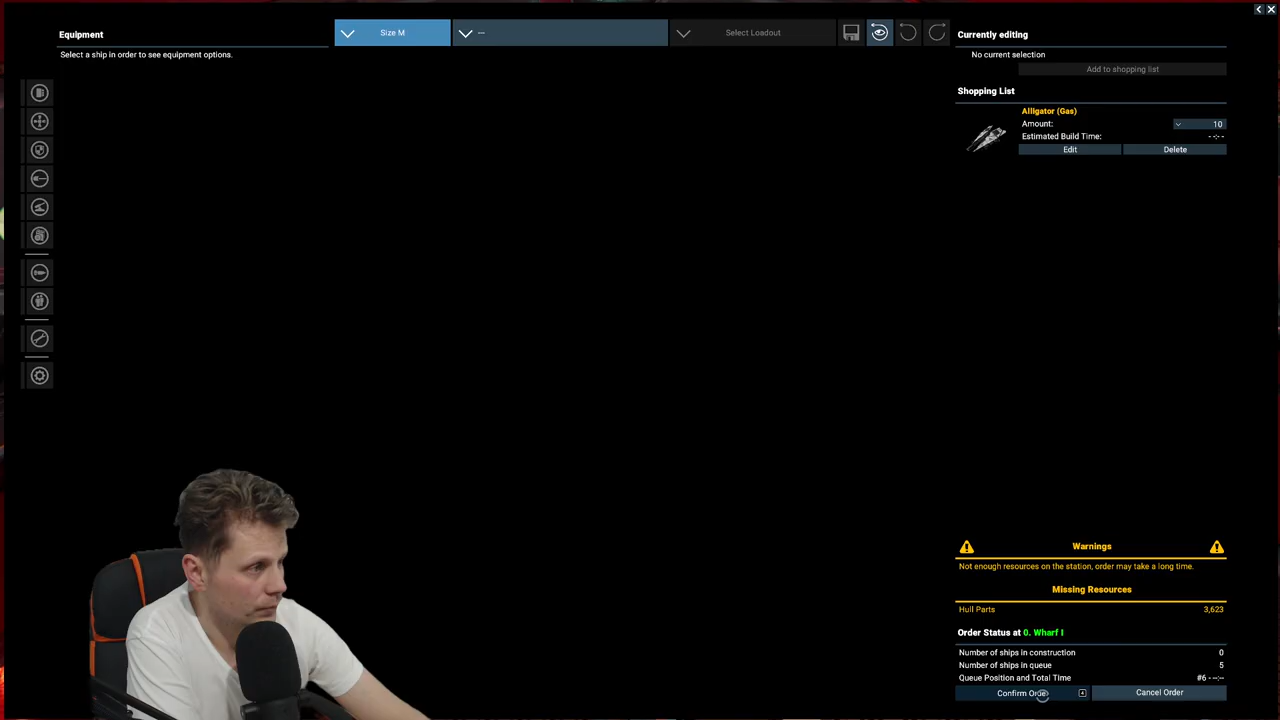 Equipment
Select a ship in order to see equipment options.
Size M
--
Select Loadout
Currently editing
No current selection
Add to shopping list
Shopping List
Alligator (Gas)
Amount: 10
Estimated Build Time: --:--
Edit
Delete
Warnings
Not enough resources on the station, order may take a long time.
Missing Resources
Hull Parts 3,623
Order Status at 0. Wharf I
Number of ships in construction 0
Number of ships in queue 5
Queue Position and Total Time #6 - --:--
Confirm Order
Cancel Order